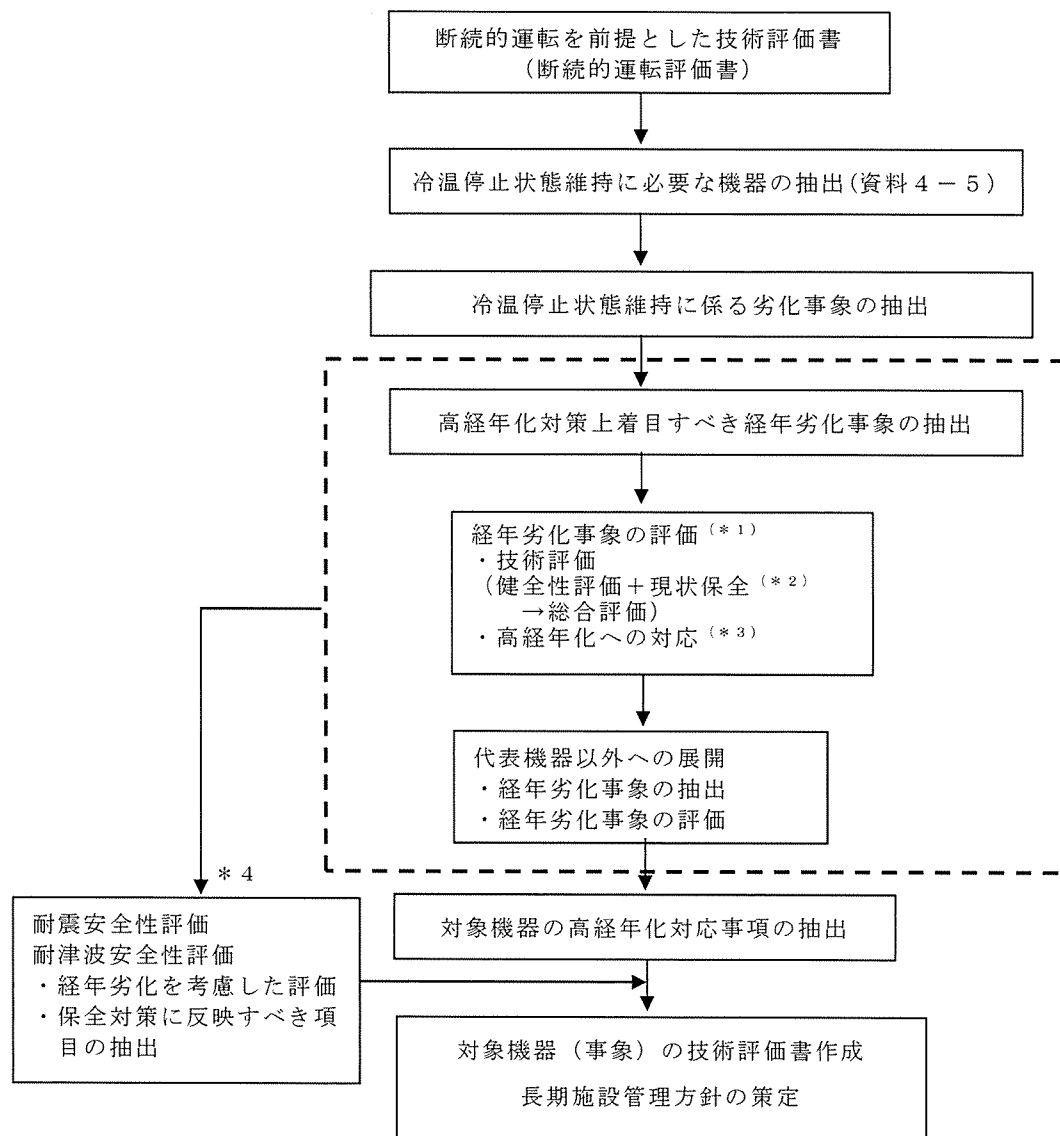 断続的運転を前提とした技術評価書
(断続的運転評価書)
冷温停止状態維持に必要な機器の抽出(資料4-5)
冷温停止状態維持に係る劣化事象の抽出
高経年化対策上着目すべき経年劣化事象の抽出
経年劣化事象の評価(*1)
・技術評価
(健全性評価+現状保全(*2)
→総合評価)
・高経年化への対応(*3)
代表機器以外への展開
・経年劣化事象の抽出
・経年劣化事象の評価
*4
耐震安全性評価
耐津波安全性評価
・経年劣化を考慮した評価
・保全対策に反映すべき項
目の抽出
対象機器の高経年化対応事項の抽出
対象機器(事象)の技術評価書作成
長期施設管理方針の策定